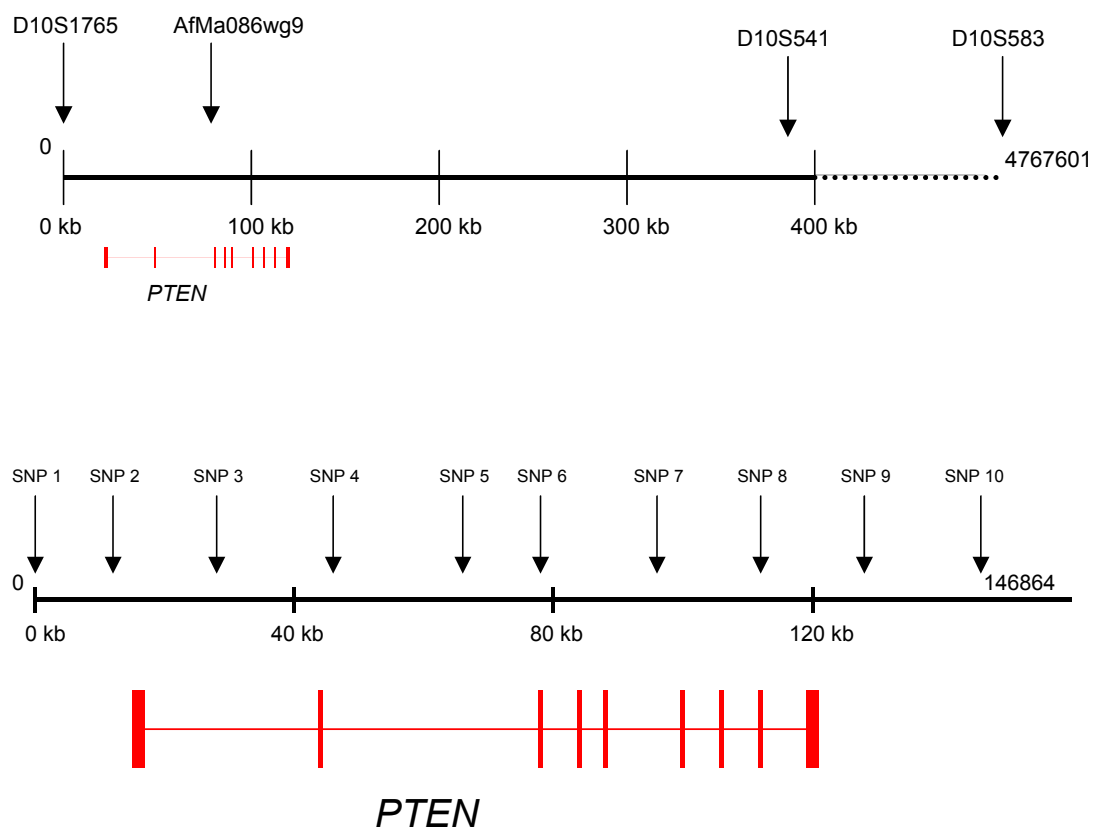 D10S1765 AfMa086wg9
D10S541 D10S583
0 4767601
0 kb 100 kb 200 kb 300 kb 400 kb
PTEN
SNP 1 SNP 2 SNP 3 SNP 4 SNP 5 SNP 6 SNP 7 SNP 8 SNP 9 SNP 10
0 146864
0 kb 40 kb 80 kb 120 kb
PTEN